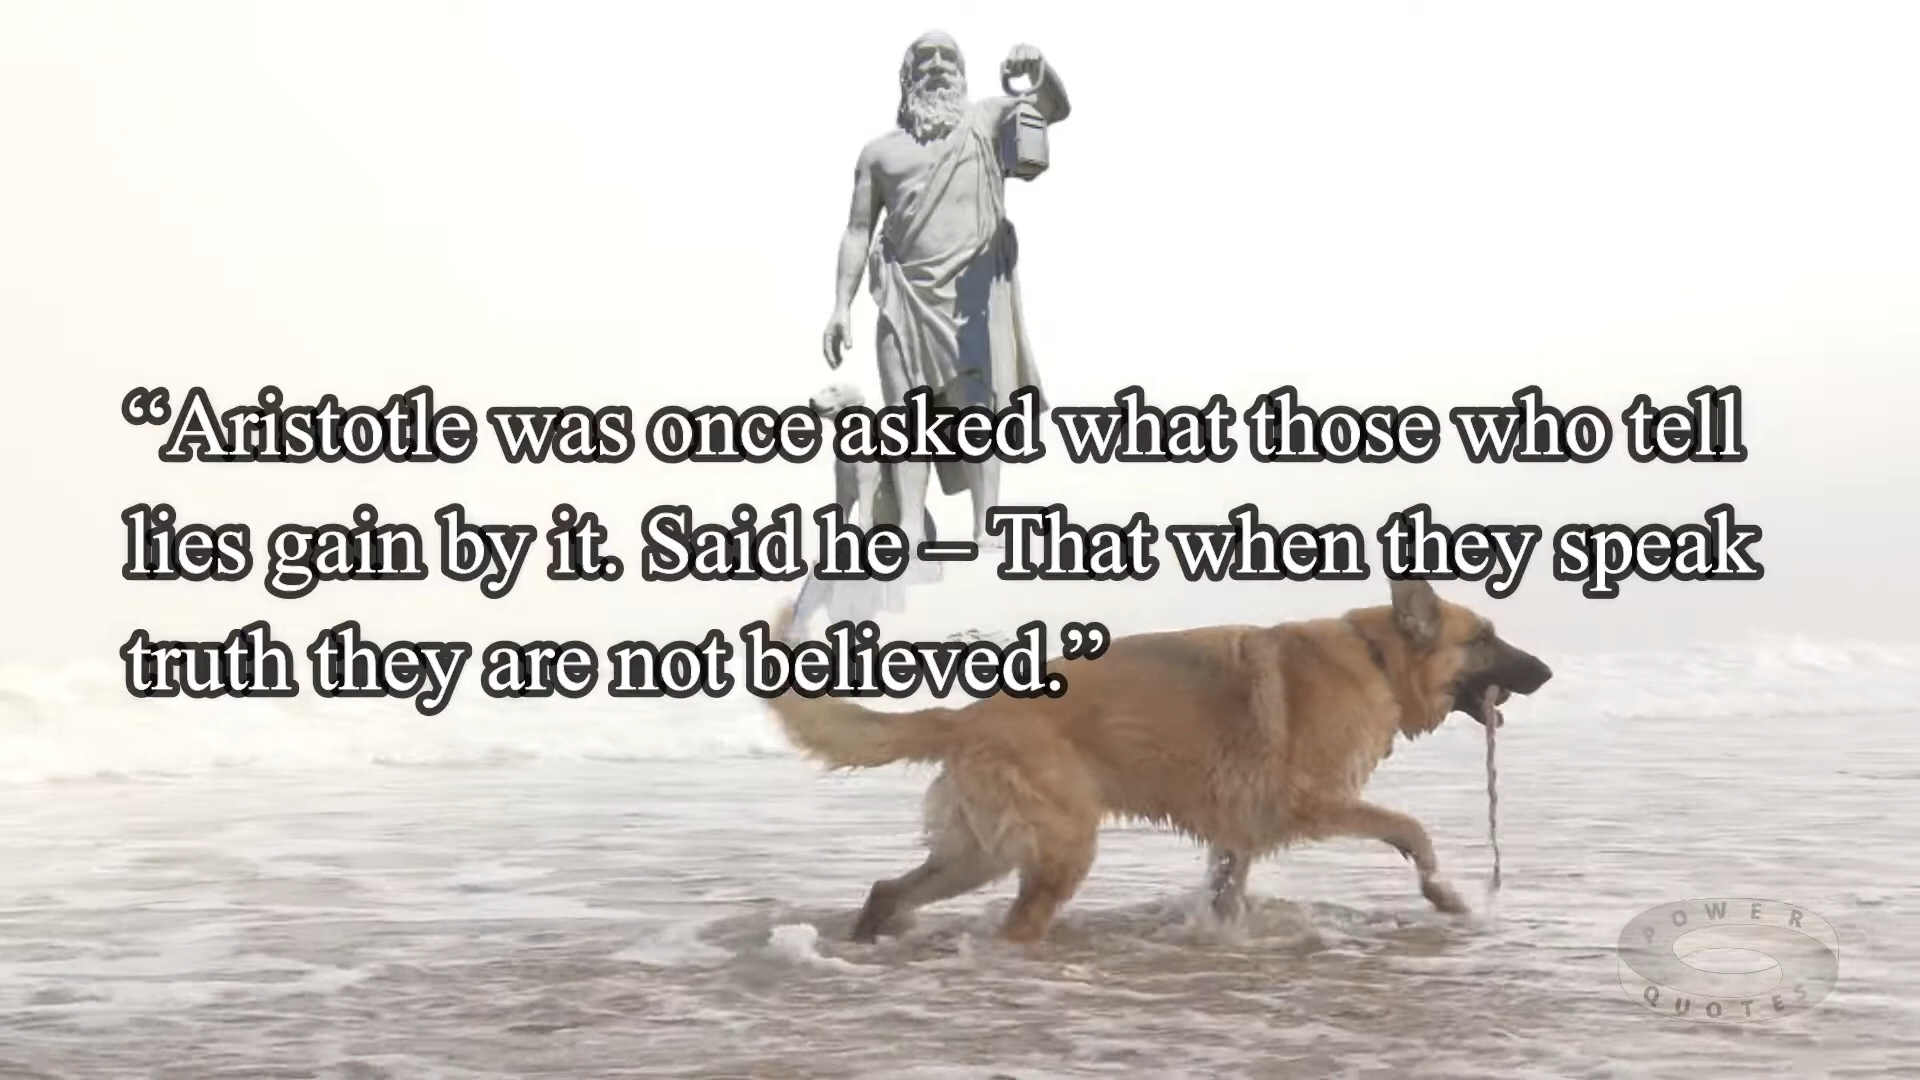 “Aristotle was once asked what those who tell
lies gain by it. Said he – That when they speak
truth they are not believed.”
POWER
QUOTES